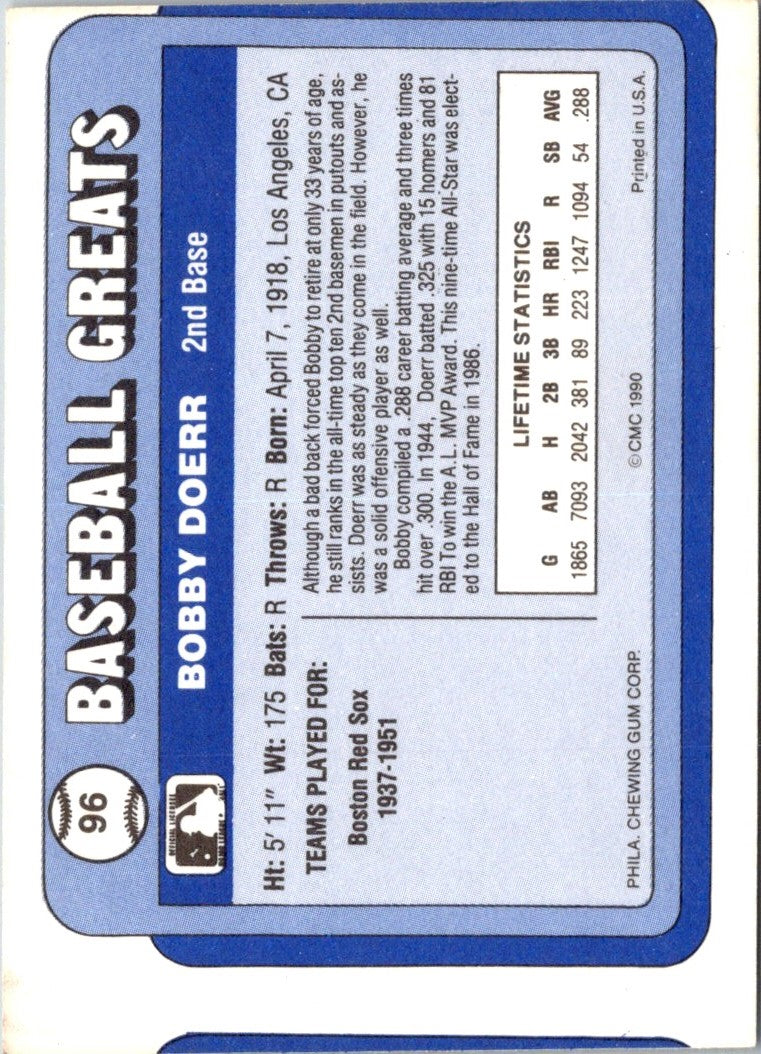 96
BASEBALL GREATS
BOBBY DOERR 2nd Base
Ht: 5' 11" Wt: 175 Bats: R Throws: R Born: April 7, 1918, Los Angeles, CA
TEAMS PLAYED FOR:
Boston Red Sox
1937-1951
Although a bad back forced Bobby to retire at only 33 years of age,
he still ranks in the all-time top ten 2nd basemen in putouts and as-
sists. Doerr was as steady as they come in the field. However, he
was a solid offensive player as well.
Bobby compiled a .288 career batting average and three times
hit over .300. In 1944, Doerr batted .325 with 15 homers and 81
RBI To win the A.L. MVP Award. This nine-time All-Star was elect-
ed to the Hall of Fame in 1986.
LIFETIME STATISTICS
G AB H 2B 3B HR RBI R SB AVG
1865 7093 2042 381 89 223 1247 1094 54 .288
PHILA. CHEWING GUM CORP. © CMC 1990 Printed in U.S.A.